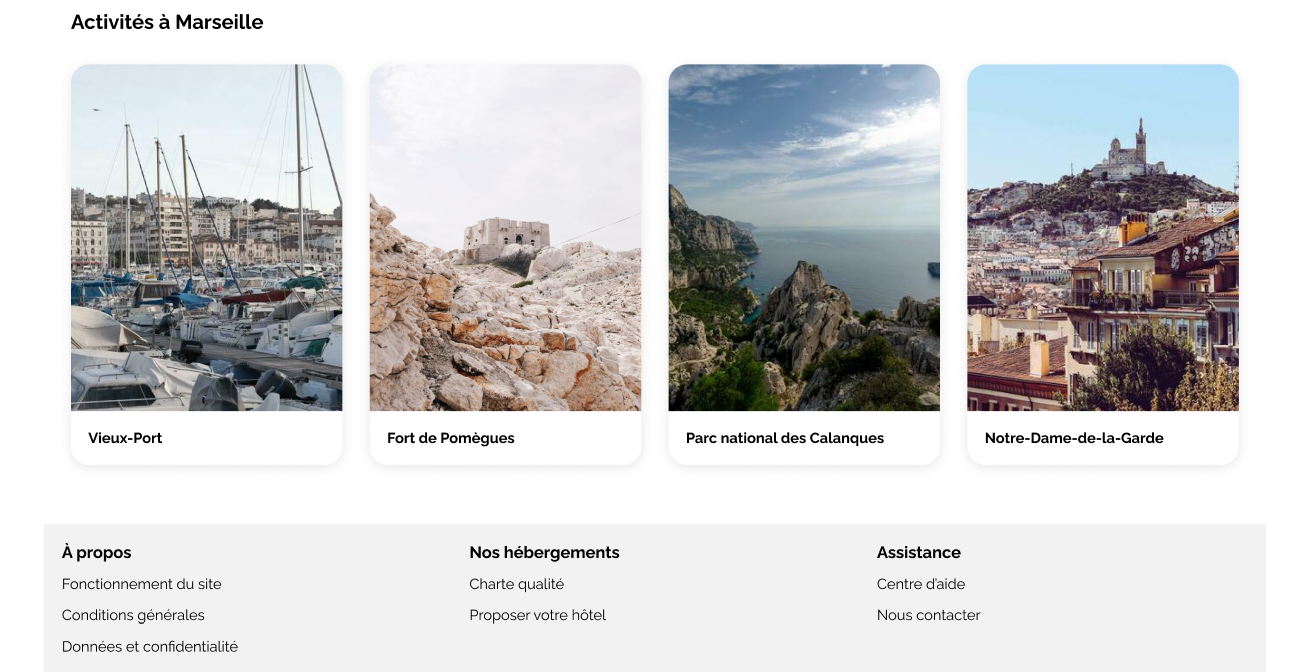 Activités à Marseille
Vieux-Port
Fort de Pomègues
Parc national des Calanques
Notre-Dame-de-la-Garde
À propos
Fonctionnement du site
Conditions générales
Données et confidentialité
Nos hébergements
Charte qualité
Proposer votre hôtel
Assistance
Centre d'aide
Nous contacter